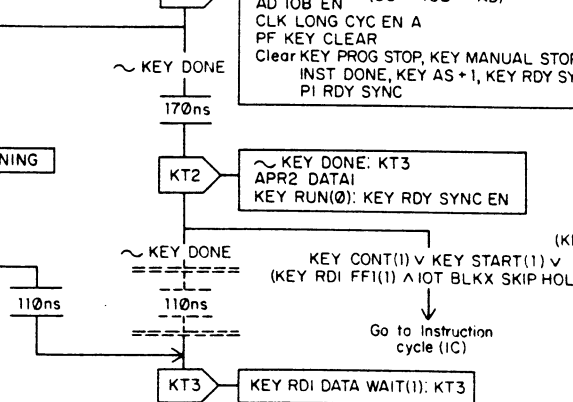 AD IOB EN
CLK LONG CYC EN A
PF KEY CLEAR
Clear KEY PROG STOP, KEY MANUAL STOP
INST DONE, KEY AS+1, KEY RDY SY
PI RDY SYNC
~ KEY DONE
170ns
NING
KT2
~ KEY DONE: KT3
APR2 DATAI
KEY RUN(0): KEY RDY SYNC EN
~ KEY DONE
KEY CONT(1) ∨ KEY START(1) ∨
(KEY RDI FF1(1) ∧ IOT BLKX SKIP HOL
110ns
110ns
Go to Instruction
cycle (IC)
KT3
KEY RDI DATA WAIT(1): KT3